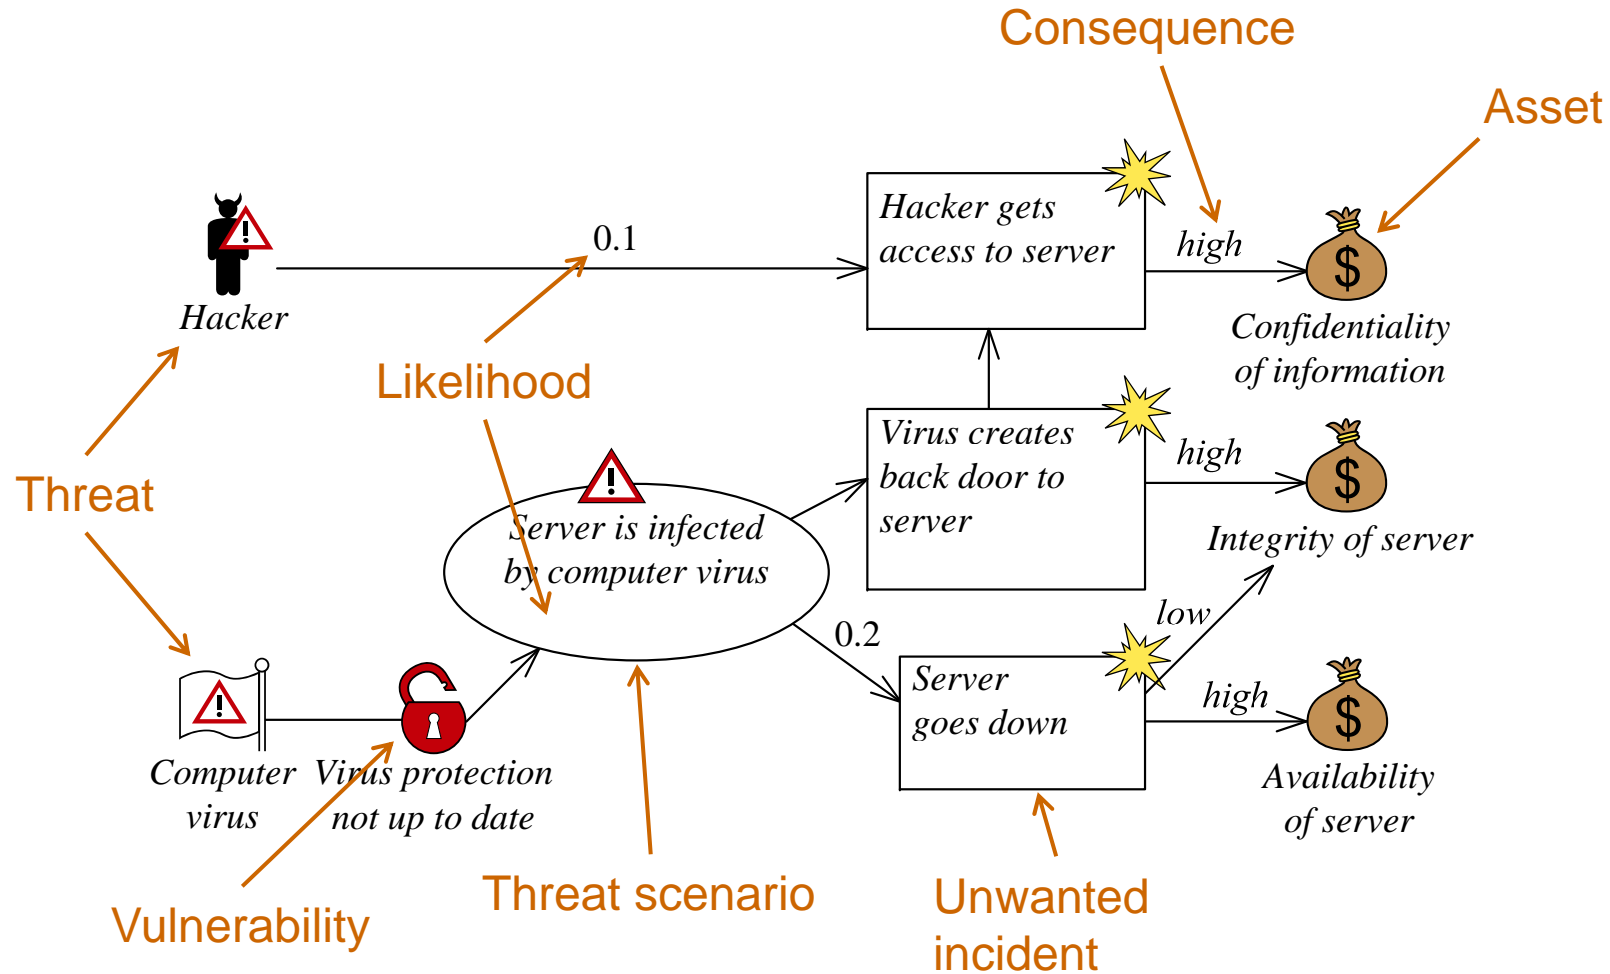 Consequence
Asset
Hacker gets
access to server
0.1
high
$
Hacker
Confidentiality
of information
Likelihood
Virus creates
back door to
server
high
$
Threat
Server is infected
by computer virus
Integrity of server
low
0.2
Server
goes down
high
$
Computer
virus
Virus protection
not up to date
Availability
of server
Threat scenario
Unwanted
incident
Vulnerability